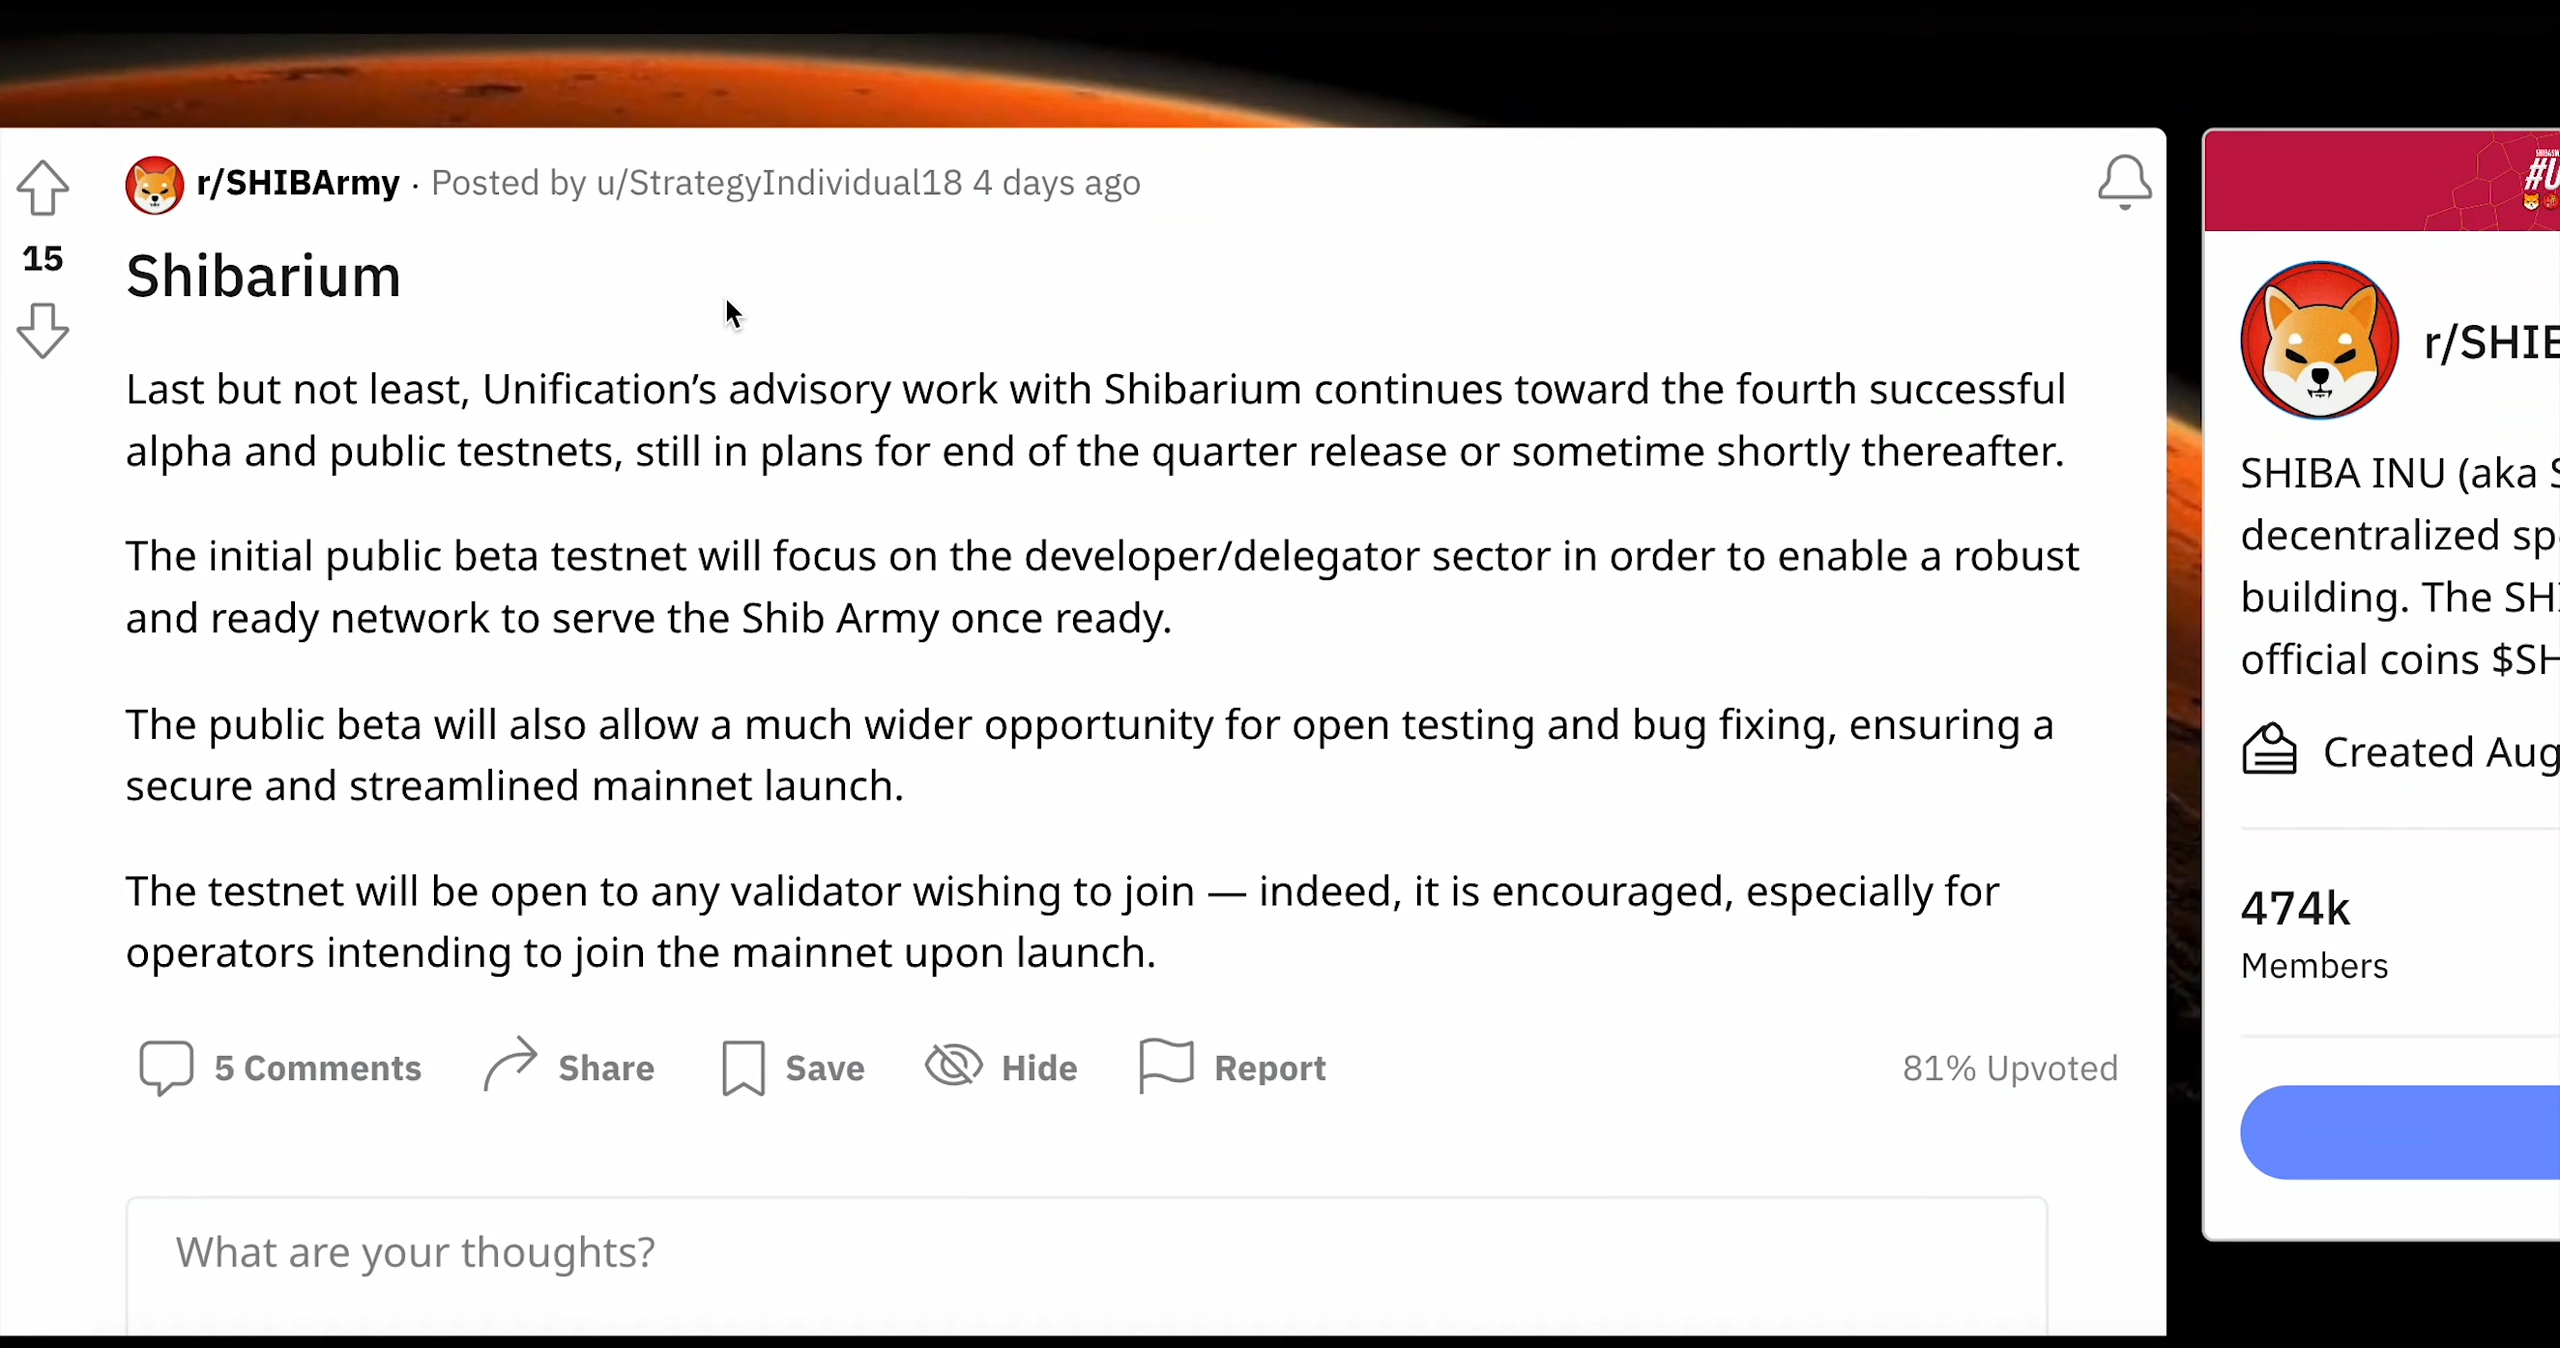 r/SHIBArmy · Posted by u/StrategyIndividual18 4 days ago
15
Shibarium
Last but not least, Unification’s advisory work with Shibarium continues toward the fourth successful
alpha and public testnets, still in plans for end of the quarter release or sometime shortly thereafter.
The initial public beta testnet will focus on the developer/delegator sector in order to enable a robust
and ready network to serve the Shib Army once ready.
The public beta will also allow a much wider opportunity for open testing and bug fixing, ensuring a
secure and streamlined mainnet launch.
The testnet will be open to any validator wishing to join — indeed, it is encouraged, especially for
operators intending to join the mainnet upon launch.
5 Comments Share Save Hide Report 81% Upvoted
What are your thoughts?
#U
r/SHIB
SHIBA INU (aka S
decentralized sp
building. The SH
official coins $SH
Created Aug
474k
Members